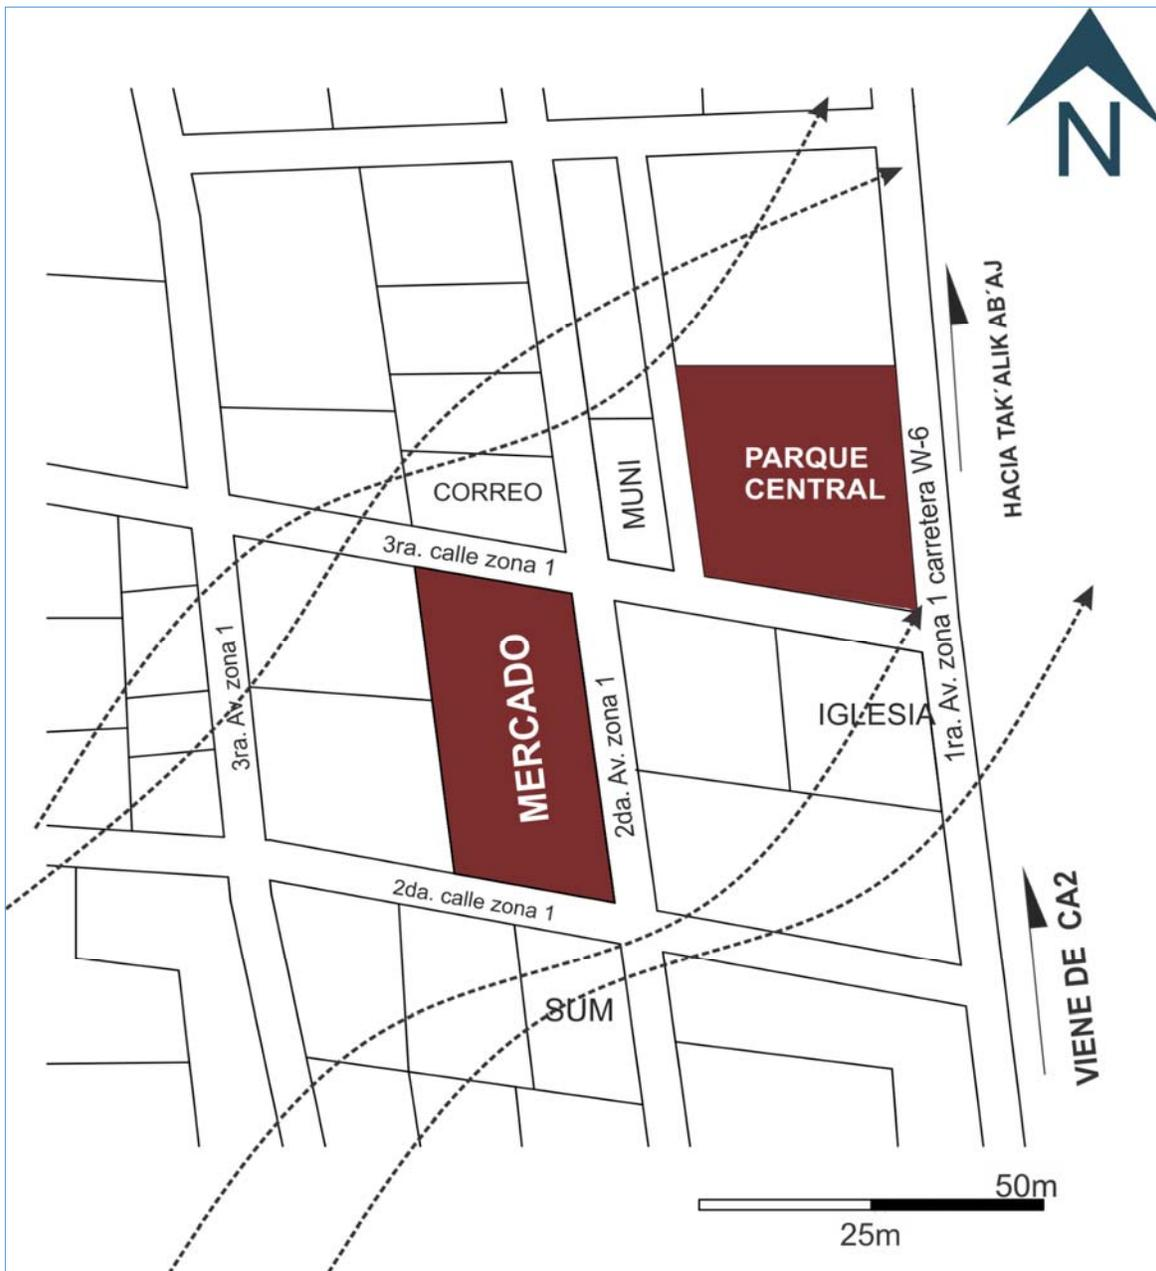 N
HACIA TAK´ALIK AB´AJ
PARQUE
CENTRAL
CORREO
MUNI
3ra. calle zona 1
1ra. Av. zona 1 carretera W-6
MERCADO
3ra. Av. zona 1
2da. Av. zona 1
IGLESIA
2da. calle zona 1
VIENE DE CA2
SUM
50m
25m